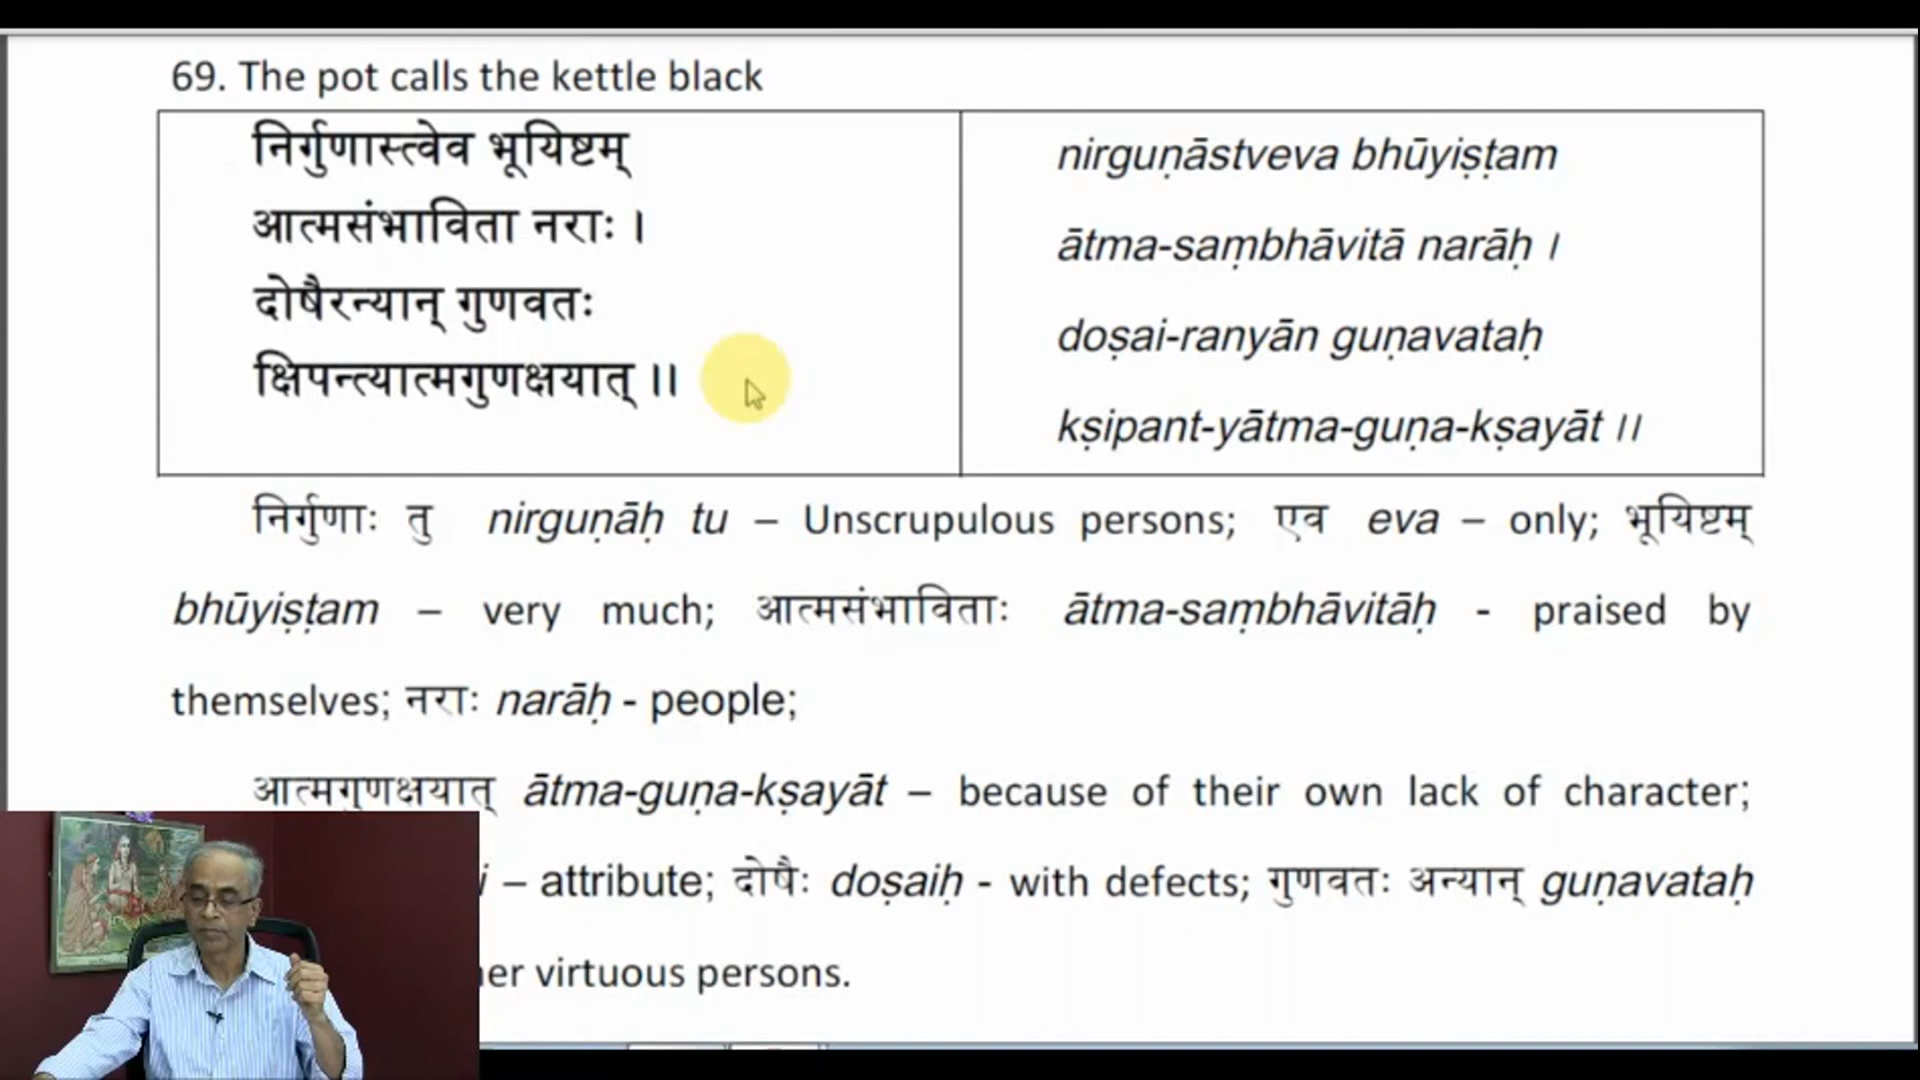 69. The pot calls the kettle black
निर्गुणास्त्वेव भूयिष्टम्
आत्मसंभाविता नराः ।
दोषैरन्यान् गुणवतः
क्षिपन्त्यात्मगुणक्षयात् ।।
nirguṇāstveva bhūyiṣṭam
ātma-saṃbhāvitā narāḥ ।
doṣai-ranyān guṇavataḥ
kṣipant-yātma-guṇa-kṣayāt ।।
निर्गुणाः तु nirguṇāḥ tu – Unscrupulous persons; एव eva – only; भूयिष्टम्
bhūyiṣṭam – very much; आत्मसंभाविताः ātma-saṃbhāvitāḥ - praised by
themselves; नराः narāḥ - people;
आत्मगुणक्षयात् ātma-guṇa-kṣayāt – because of their own lack of character;
– attribute; दोषैः doṣaiḥ - with defects; गुणवतः अन्यान् guṇavataḥ
virtuous persons.